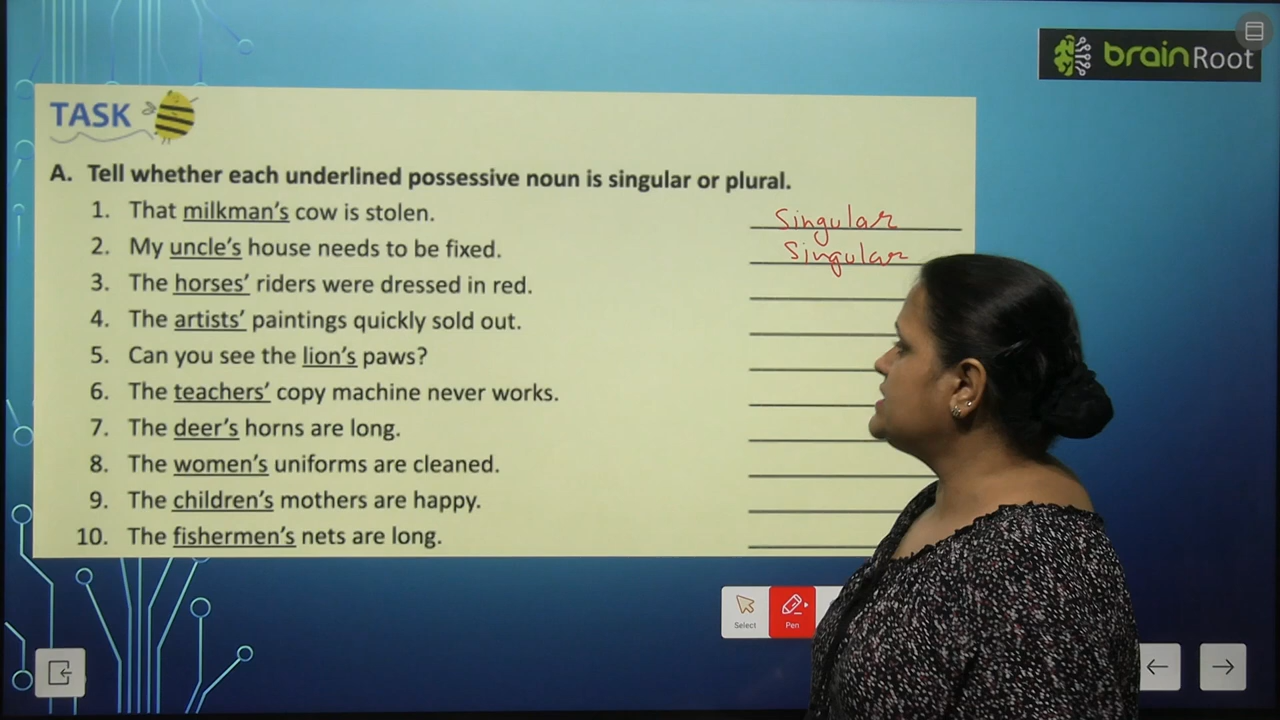 brainRoot
TASK
A. Tell whether each underlined possessive noun is singular or plural.
1. That milkman's cow is stolen. Singular
2. My uncle's house needs to be fixed. Singular
3. The horses' riders were dressed in red.
4. The artists' paintings quickly sold out.
5. Can you see the lion's paws?
6. The teachers' copy machine never works.
7. The deer's horns are long.
8. The women's uniforms are cleaned.
9. The children's mothers are happy.
10. The fishermen's nets are long.
Select Pen